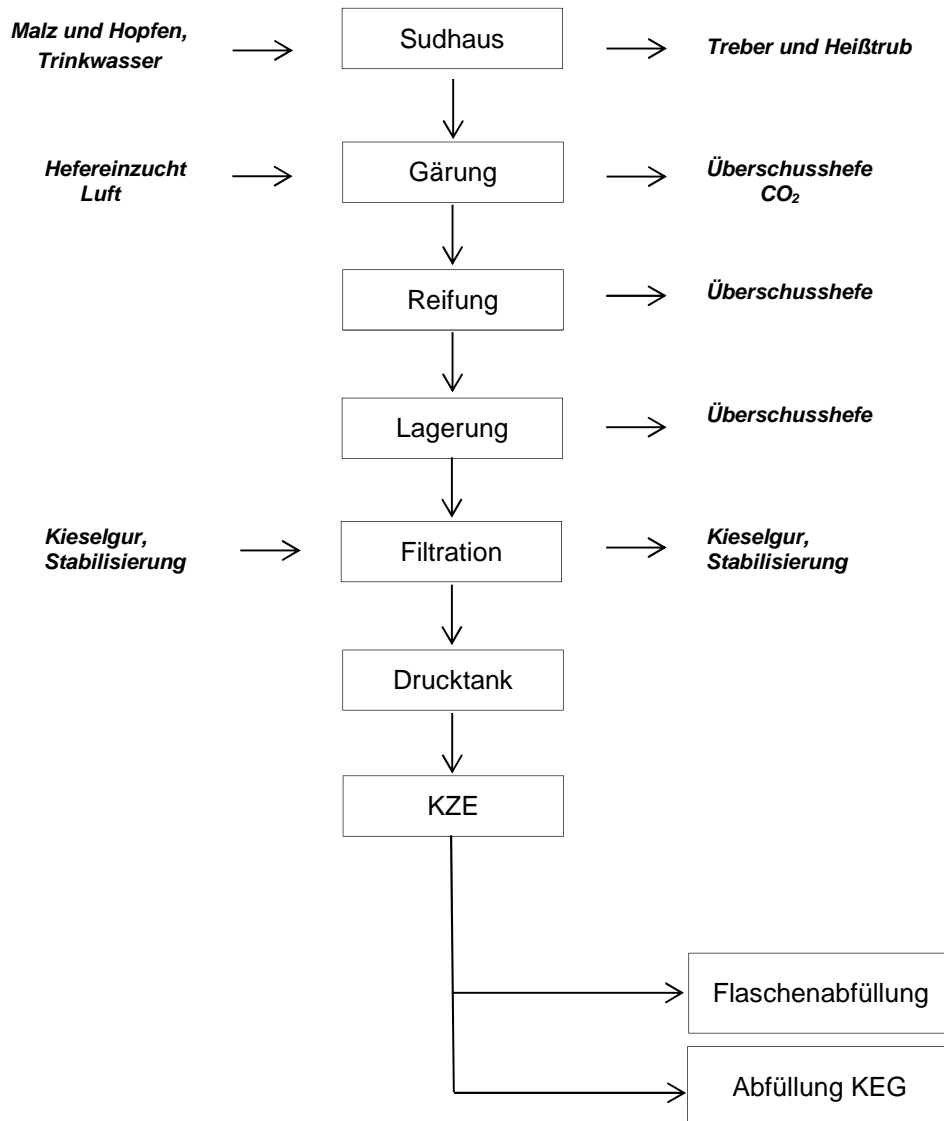 Malz und Hopfen,
Trinkwasser
Sudhaus
Treber und Heißtrub
Hefereinzucht
Luft
Gärung
Überschusshefe
CO₂
Reifung
Überschusshefe
Lagerung
Überschusshefe
Kieselgur,
Stabilisierung
Filtration
Kieselgur,
Stabilisierung
Drucktank
KZE
Flaschenabfüllung
Abfüllung KEG